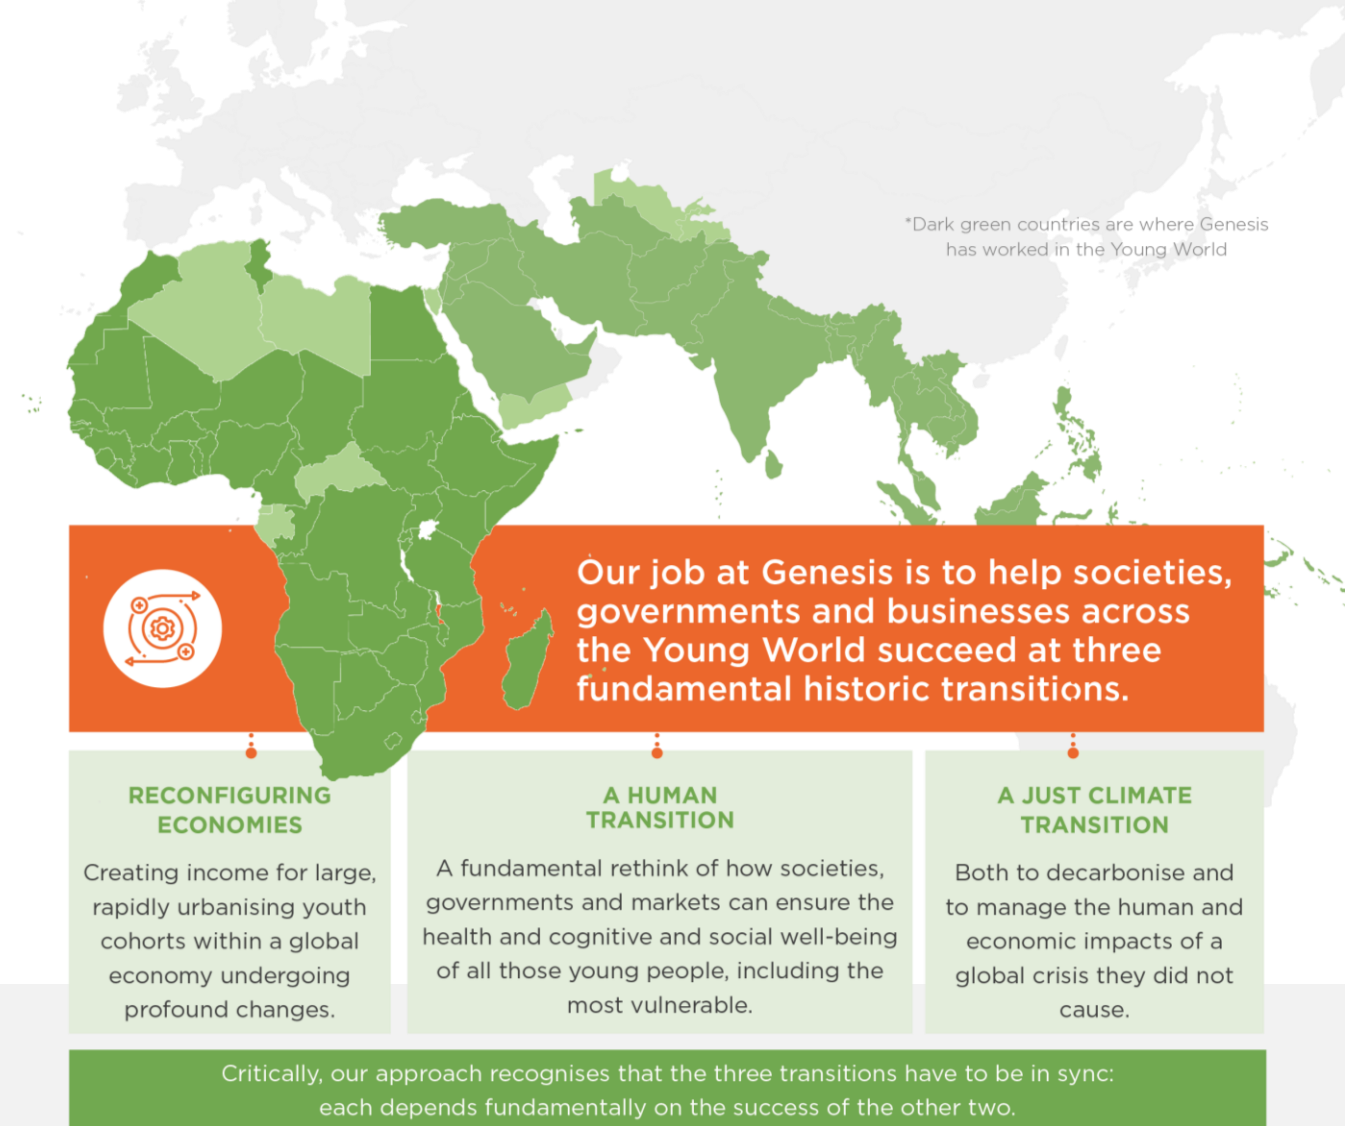 *Dark green countries are where Genesis
has worked in the Young World
Our job at Genesis is to help societies,
governments and businesses across
the Young World succeed at three
fundamental historic transitions.
RECONFIGURING
ECONOMIES
Creating income for large,
rapidly urbanising youth
cohorts within a global
economy undergoing
profound changes.
A HUMAN
TRANSITION
A fundamental rethink of how societies,
governments and markets can ensure the
health and cognitive and social well-being
of all those young people, including the
most vulnerable.
A JUST CLIMATE
TRANSITION
Both to decarbonise and
to manage the human and
economic impacts of a
global crisis they did not
cause.
Critically, our approach recognises that the three transitions have to be in sync:
each depends fundamentally on the success of the other two.